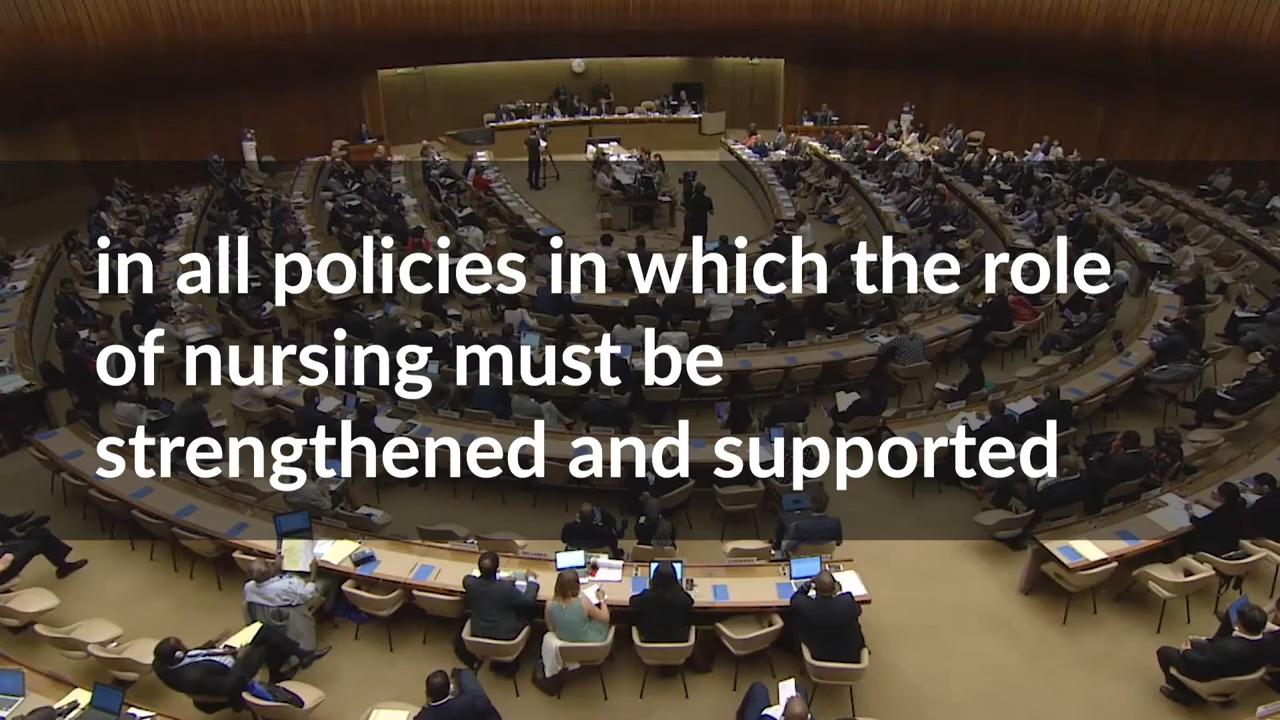 in all policies in which the role
of nursing must be
strengthened and supported